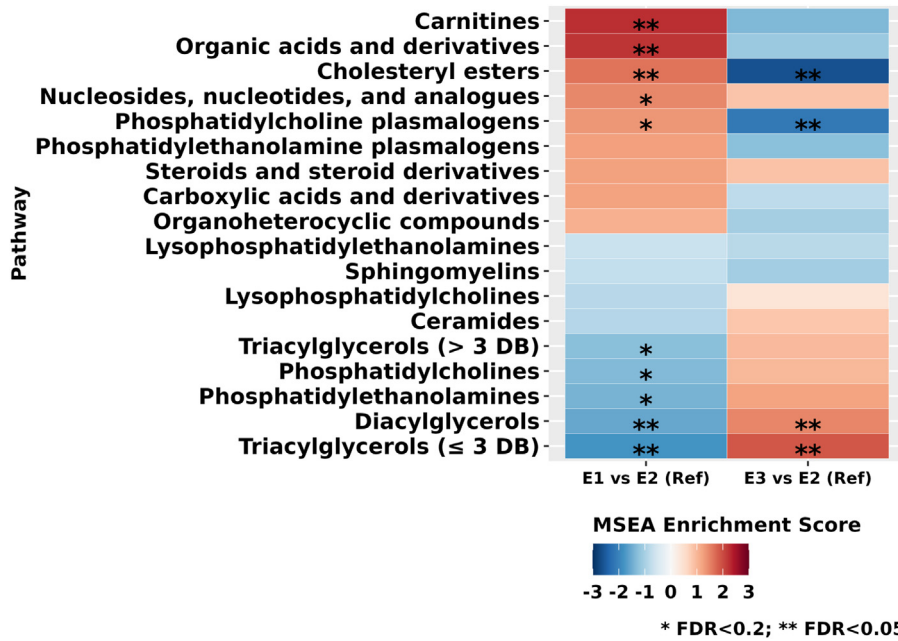 Pathway
Carnitines
**
Organic acids and derivatives
**
Cholesteryl esters
** **
Nucleosides, nucleotides, and analogues
*
Phosphatidylcholine plasmalogens
* **
Phosphatidylethanolamine plasmalogens
Steroids and steroid derivatives
Carboxylic acids and derivatives
Organoheterocyclic compounds
Lysophosphatidylethanolamines
Sphingomyelins
Lysophosphatidylcholines
Ceramides
Triacylglycerols (> 3 DB)
*
Phosphatidylcholines
*
Phosphatidylethanolamines
*
Diacylglycerols
** **
Triacylglycerols (≤ 3 DB)
** **
E1 vs E2 (Ref) E3 vs E2 (Ref)
MSEA Enrichment Score
-3 -2 -1 0 1 2 3
* FDR<0.2; ** FDR<0.05